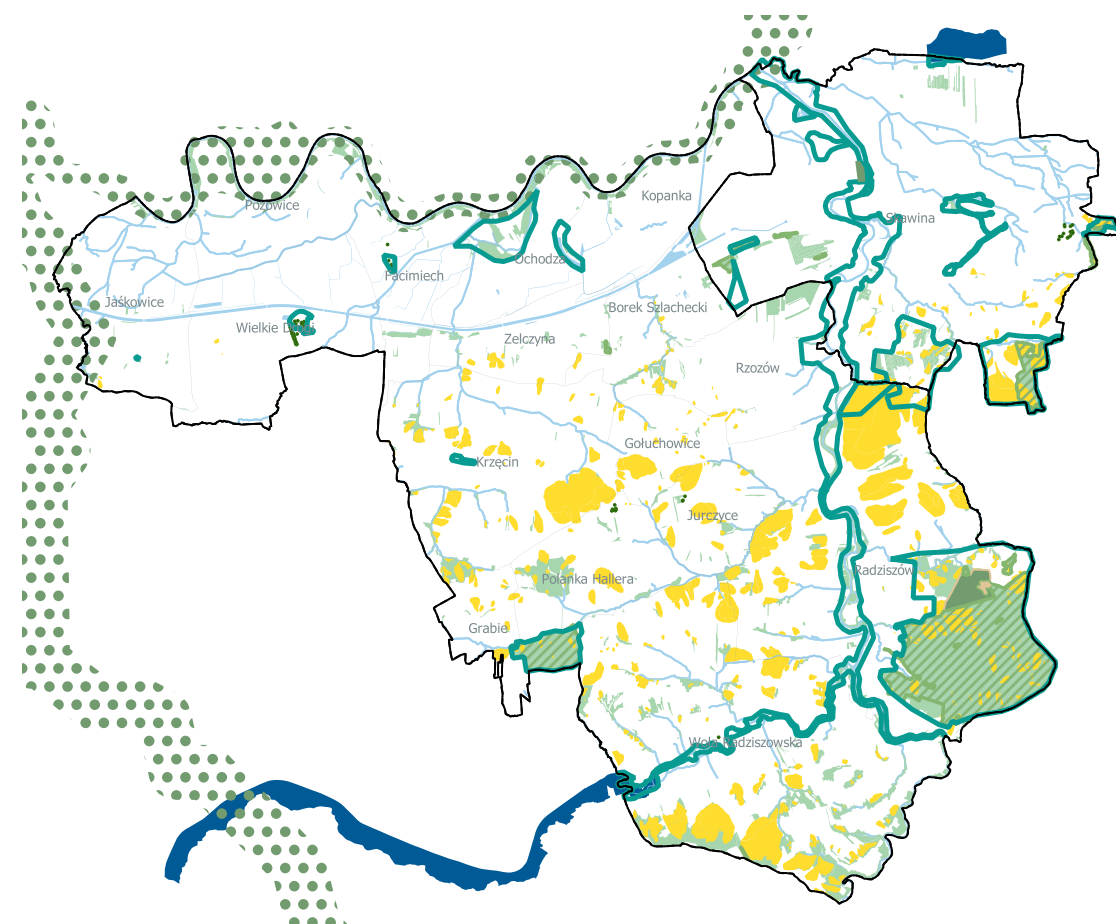 Kopanka
Pozowice
Skawina
Ochodza
Facimiech
Jaśkowice
Borek Szlachecki
Wielkie Drogi
Zelczyna
Rzozów
Gołuchowice
Krzęcin
Jurczyce
Radziszów
Polanka Hallera
Grabie
Wola Radziszowska